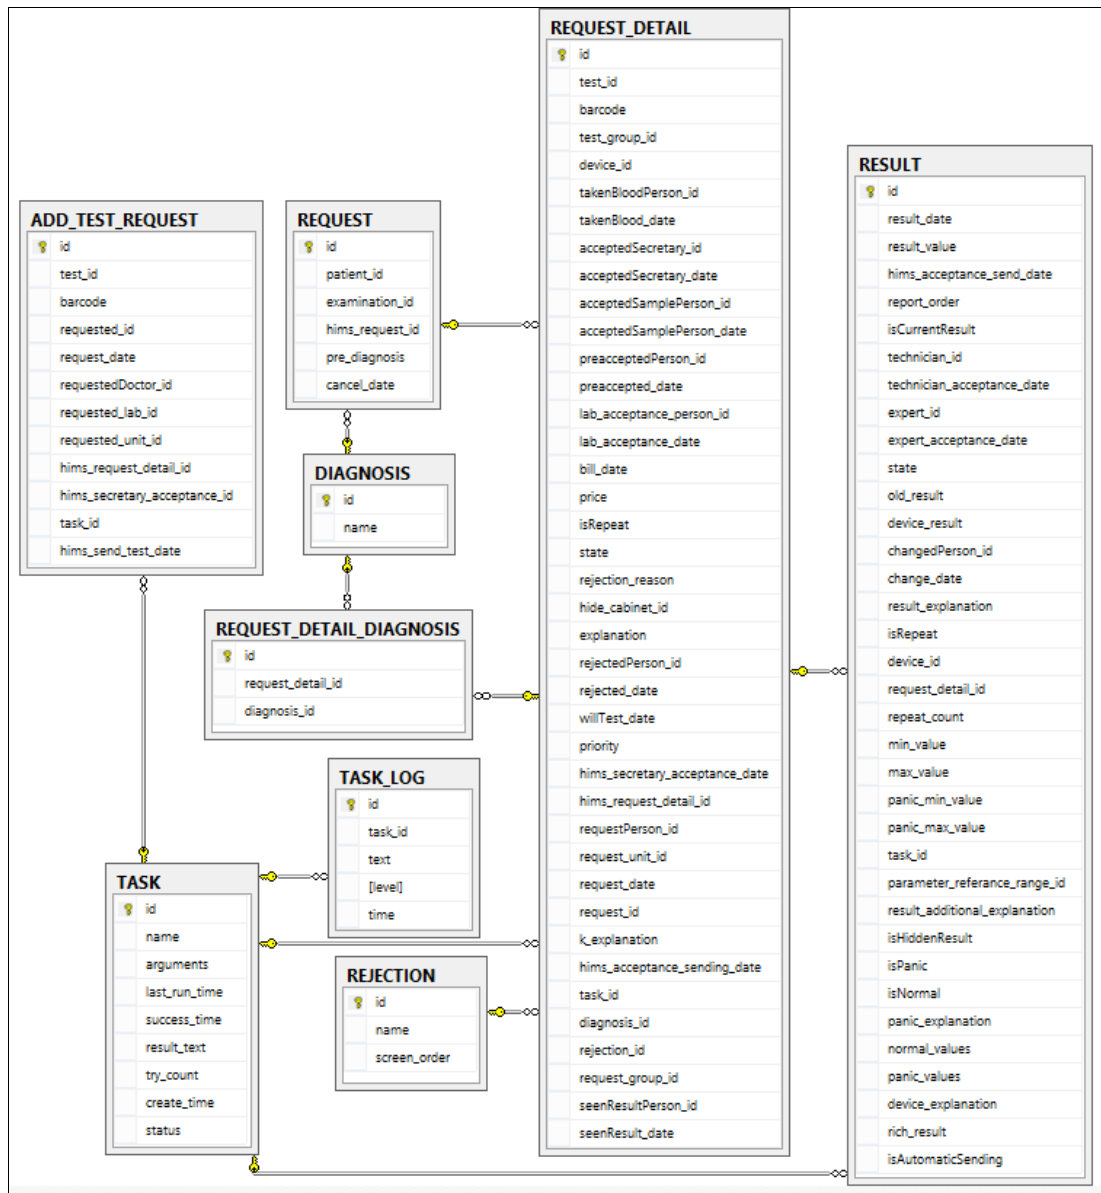 REQUEST_DETAIL
id
test_id
barcode
test_group_id
device_id
takenBloodPerson_id
takenBlood_date
acceptedSecretary_id
acceptedSecretary_date
acceptedSamplePerson_id
acceptedSamplePerson_date
preacceptedPerson_id
preaccepted_date
lab_acceptance_person_id
lab_acceptance_date
bill_date
price
isRepeat
state
rejection_reason
hide_cabinet_id
explanation
rejectedPerson_id
rejected_date
willTest_date
priority
hims_secretary_acceptance_date
hims_request_detail_id
requestPerson_id
request_unit_id
request_date
request_id
k_explanation
hims_acceptance_sending_date
task_id
diagnosis_id
rejection_id
request_group_id
seenResultPerson_id
seenResult_date
RESULT
id
result_date
result_value
hims_acceptance_send_date
report_order
isCurrentResult
technician_id
technician_acceptance_date
expert_id
expert_acceptance_date
state
old_result
device_result
changedPerson_id
change_date
result_explanation
isRepeat
device_id
request_detail_id
repeat_count
min_value
max_value
panic_min_value
panic_max_value
task_id
parameter_referance_range_id
result_additional_explanation
isHiddenResult
isPanic
isNormal
panic_explanation
normal_values
panic_values
device_explanation
rich_result
isAutomaticSending
ADD_TEST_REQUEST
id
test_id
barcode
requested_id
request_date
requestedDoctor_id
requested_lab_id
requested_unit_id
hims_request_detail_id
hims_secretary_acceptance_id
task_id
hims_send_test_date
REQUEST
id
patient_id
examination_id
hims_request_id
pre_diagnosis
cancel_date
DIAGNOSIS
id
name
REQUEST_DETAIL_DIAGNOSIS
id
request_detail_id
diagnosis_id
TASK_LOG
id
task_id
text
[level]
time
TASK
id
name
arguments
last_run_time
success_time
result_text
try_count
create_time
status
REJECTION
id
name
screen_order